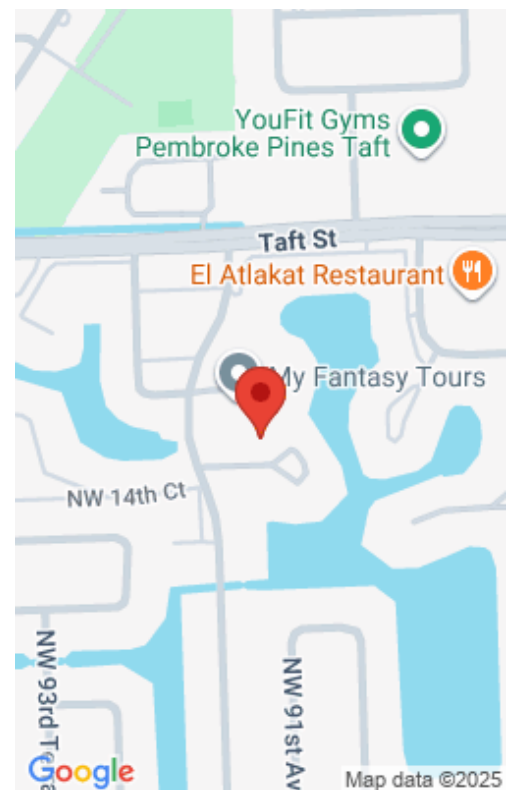 YouFit Gyms
Pembroke Pines Taft
Taft St
El Atlakat Restaurant
My Fantasy Tours
NW 14th Ct
NW 93rd Te
NW 91st Av
Google
Map data ©2025